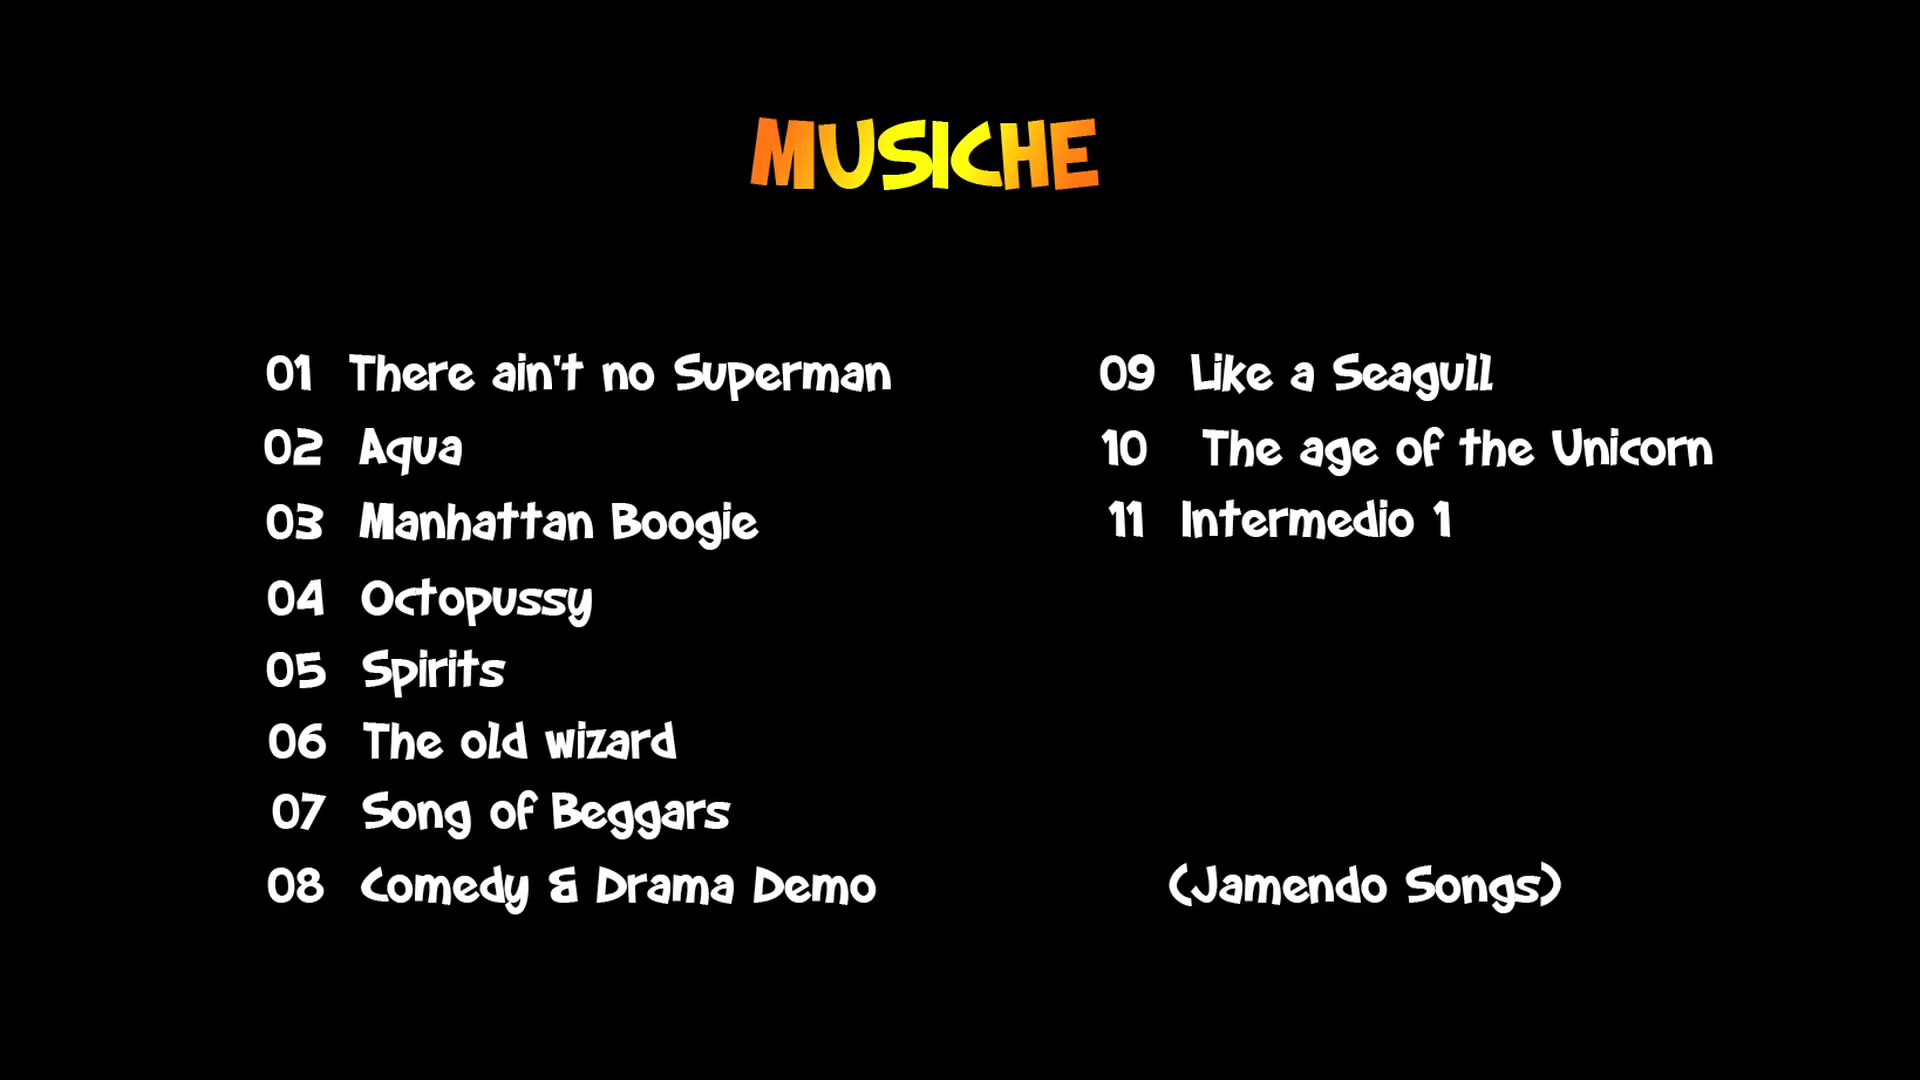 MUSICHE
01 There ain't no Superman
02 Aqua
03 Manhattan Boogie
04 Octopussy
05 Spirits
06 The old wizard
07 Song of Beggars
08 Comedy & Drama Demo
09 Like a Seagull
10 The age of the Unicorn
11 Intermedio 1
(Jamendo Songs)